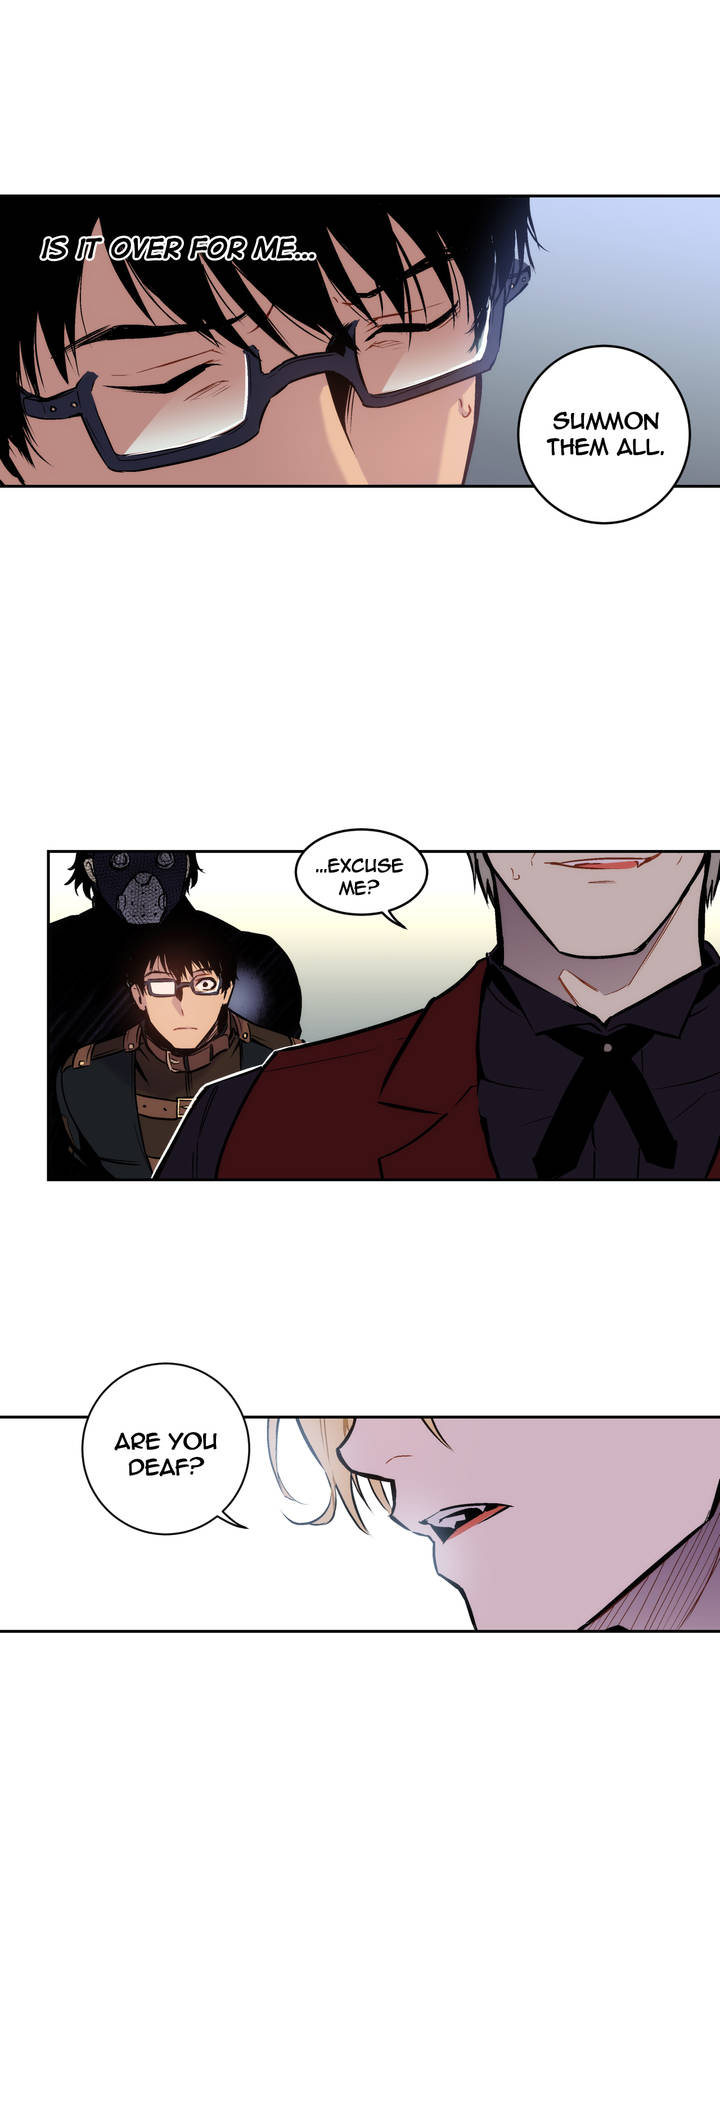 IS IT OVER FOR ME...
SUMMON
THEM ALL.
...EXCUSE
ME?
ARE YOU
DEAF?